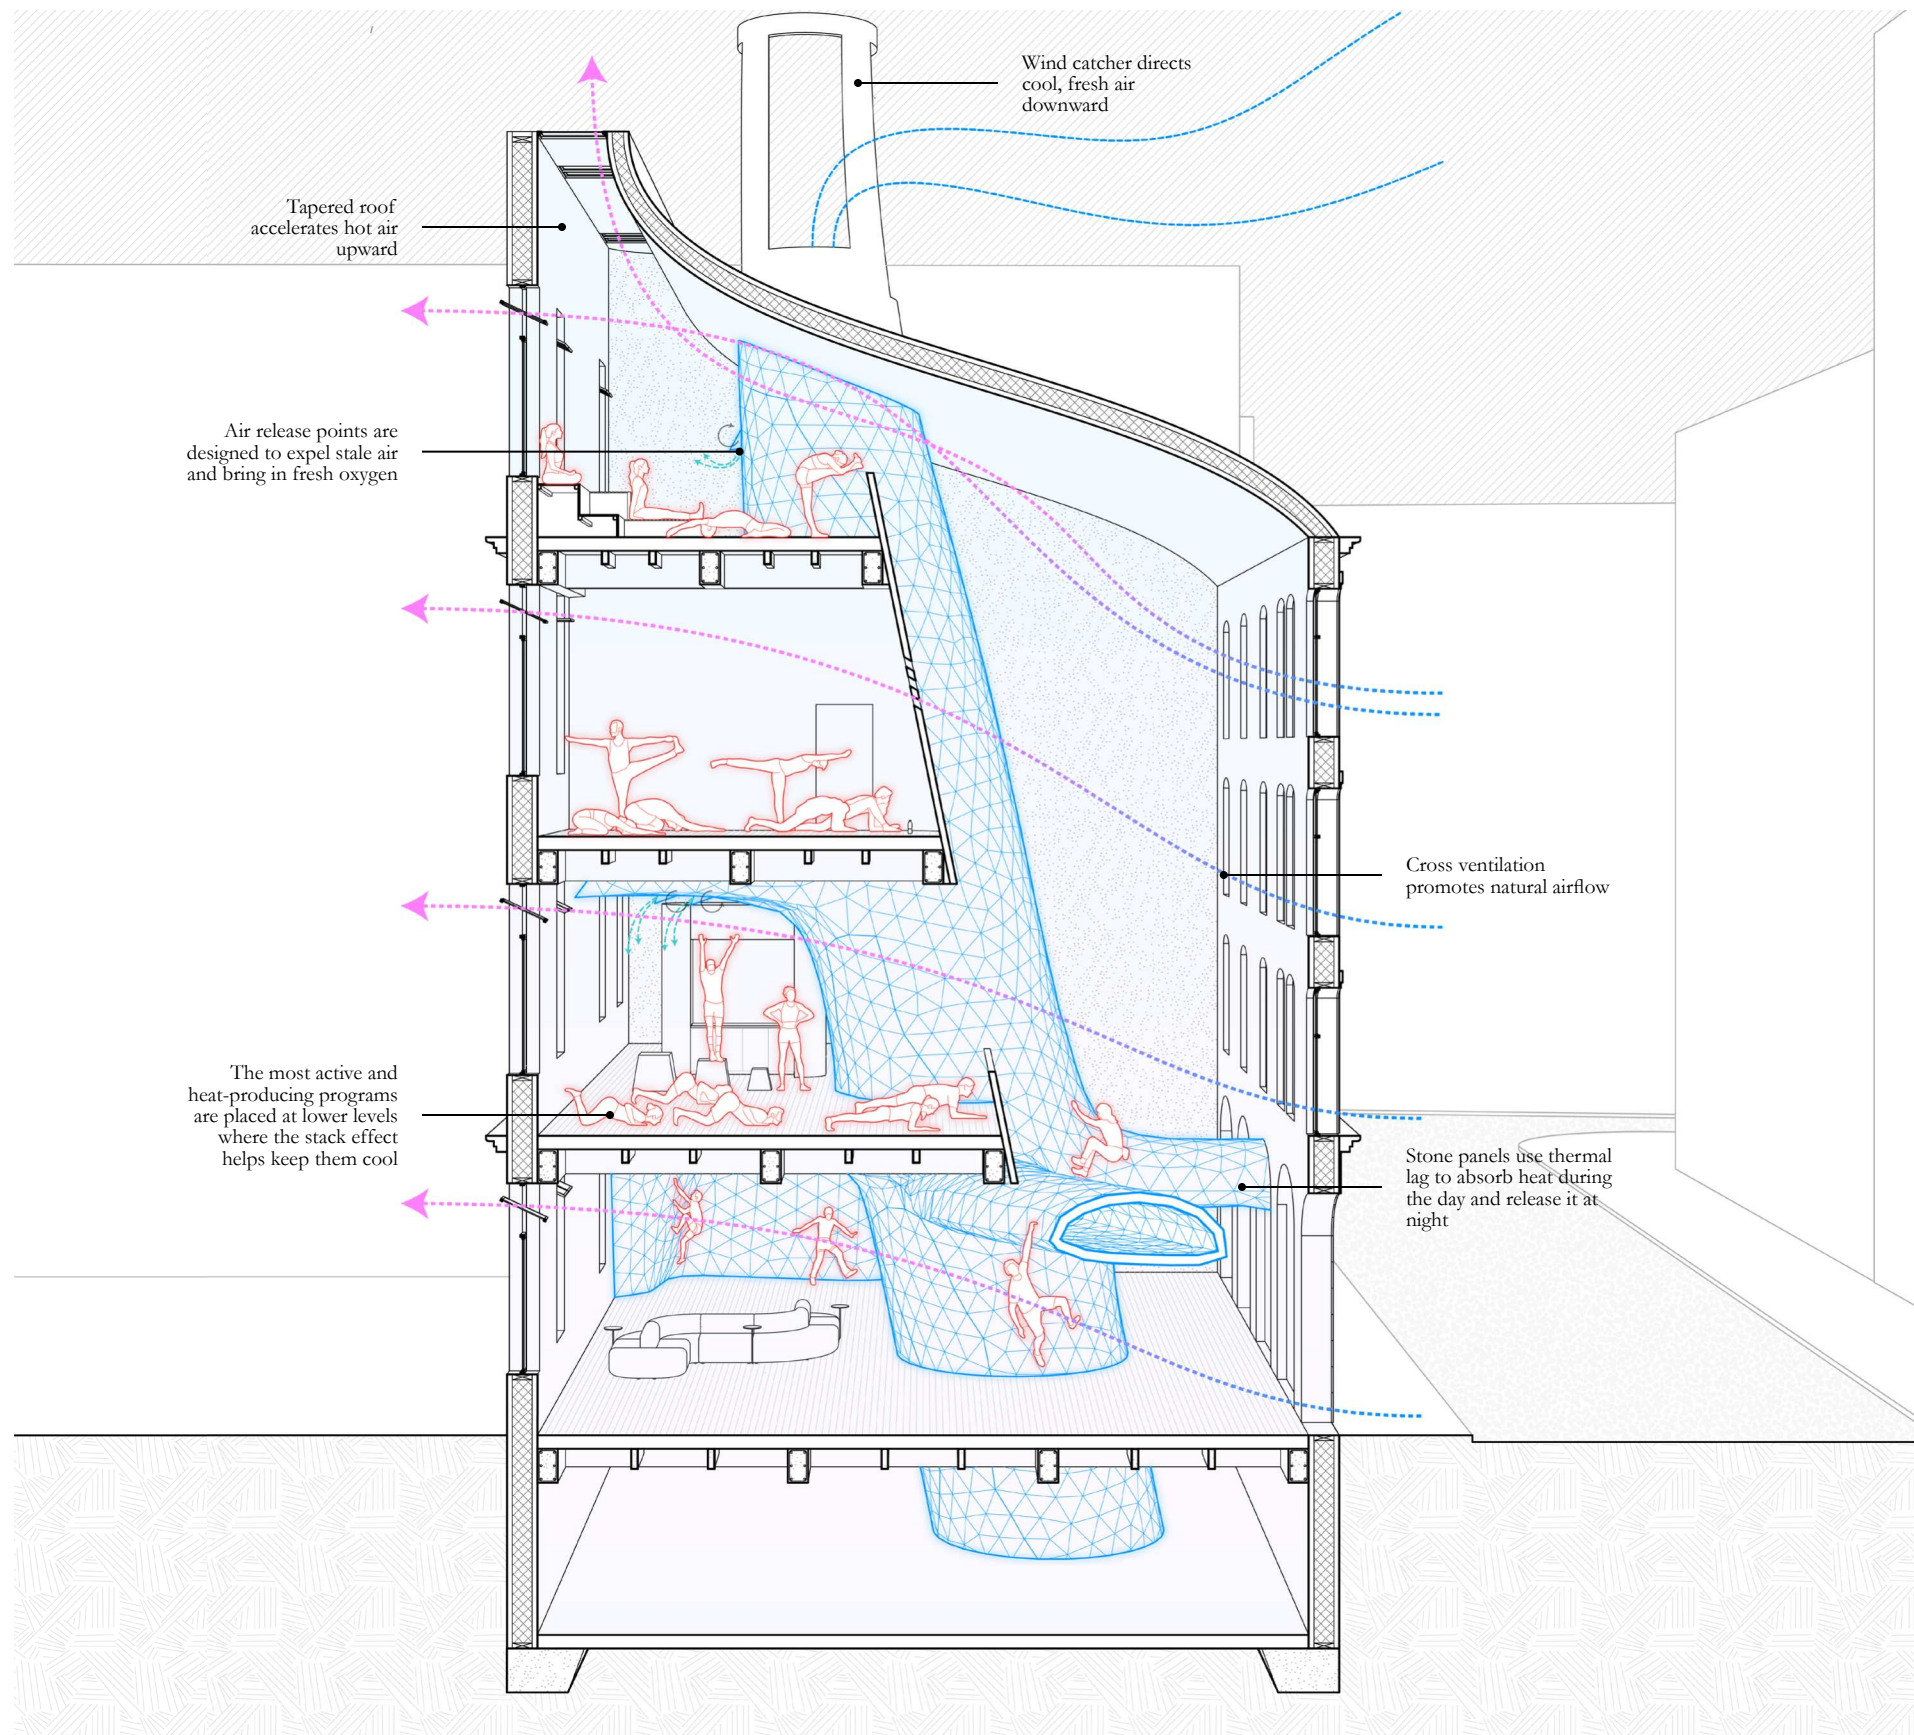 Wind catcher directs
cool, fresh air
downward
Tapered roof
accelerates hot air
upward
Air release points are
designed to expel stale air
and bring in fresh oxygen
Cross ventilation
promotes natural airflow
The most active and
heat-producing programs
are placed at lower levels
where the stack effect
helps keep them cool
Stone panels use thermal
lag to absorb heat during
the day and release it at
night